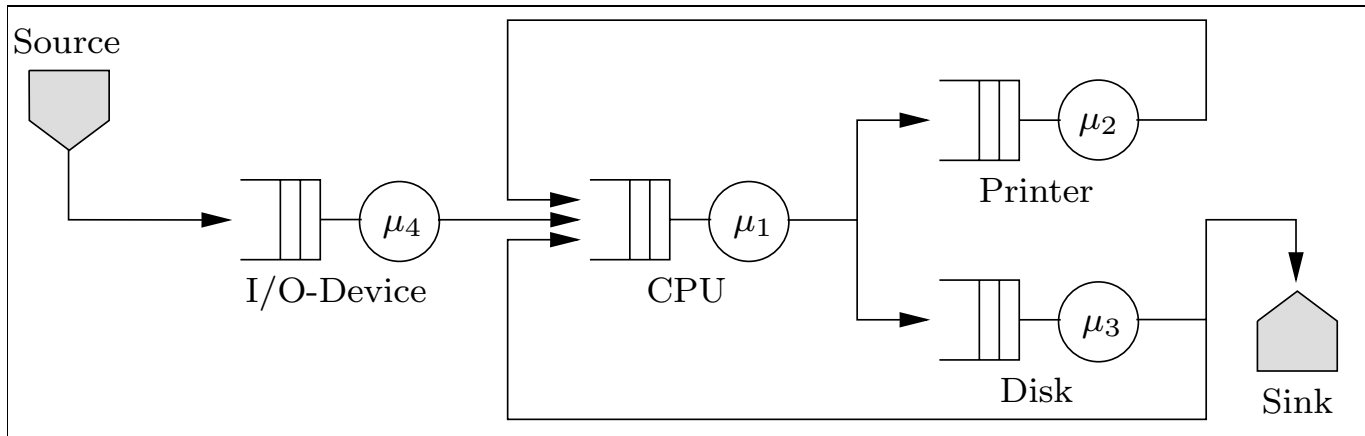 Source
μ₂
Printer
μ₄
I/O-Device
μ₁
CPU
μ₃
Disk
Sink